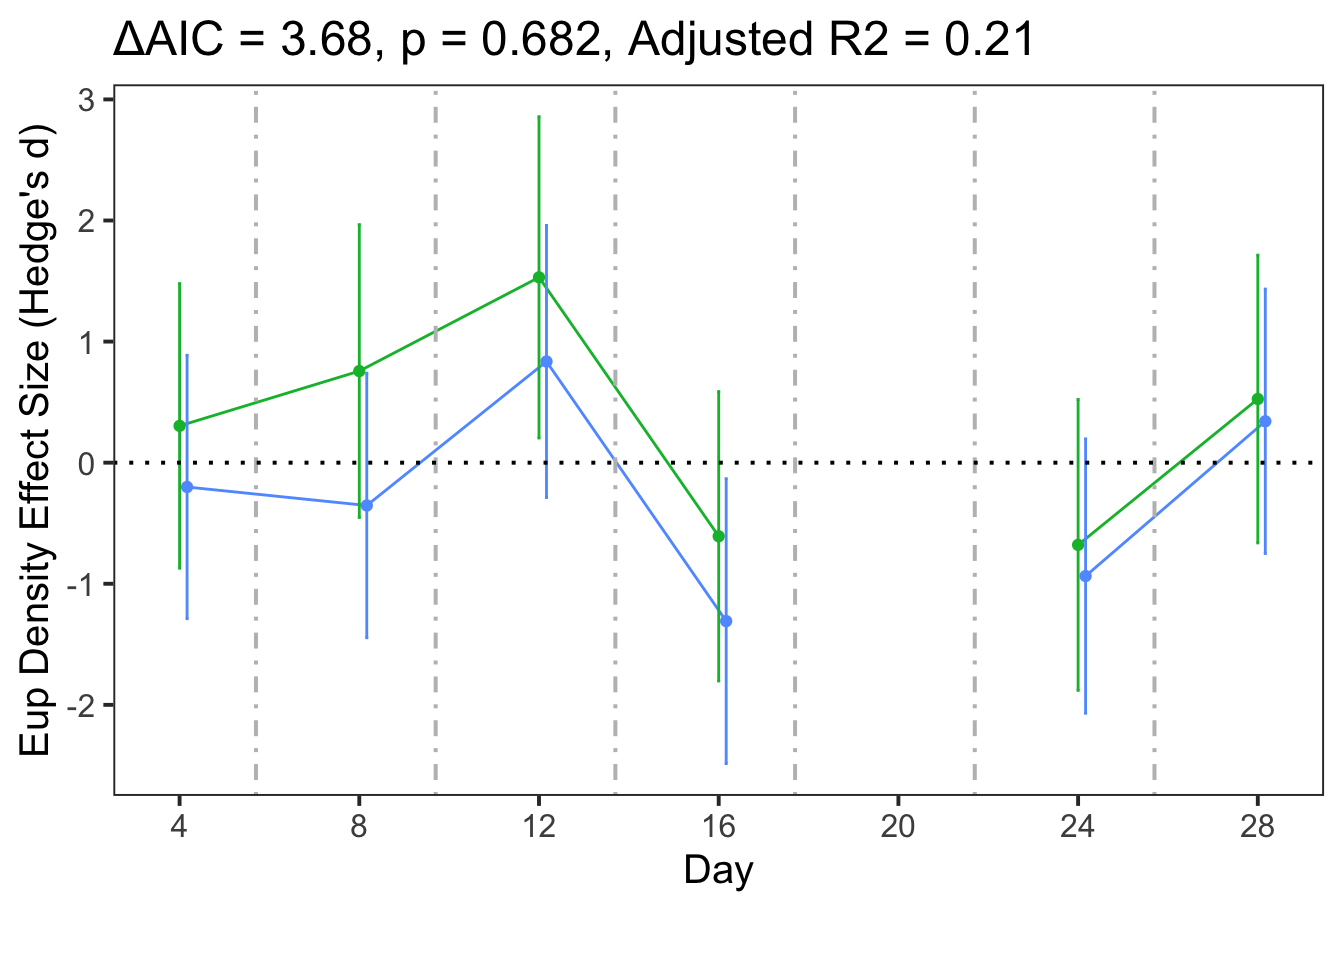 ΔAIC = 3.68, p = 0.682, Adjusted R2 = 0.21
Eup Density Effect Size (Hedge's d)
3
2
1
0
-1
-2
4 8 12 16 20 24 28
Day